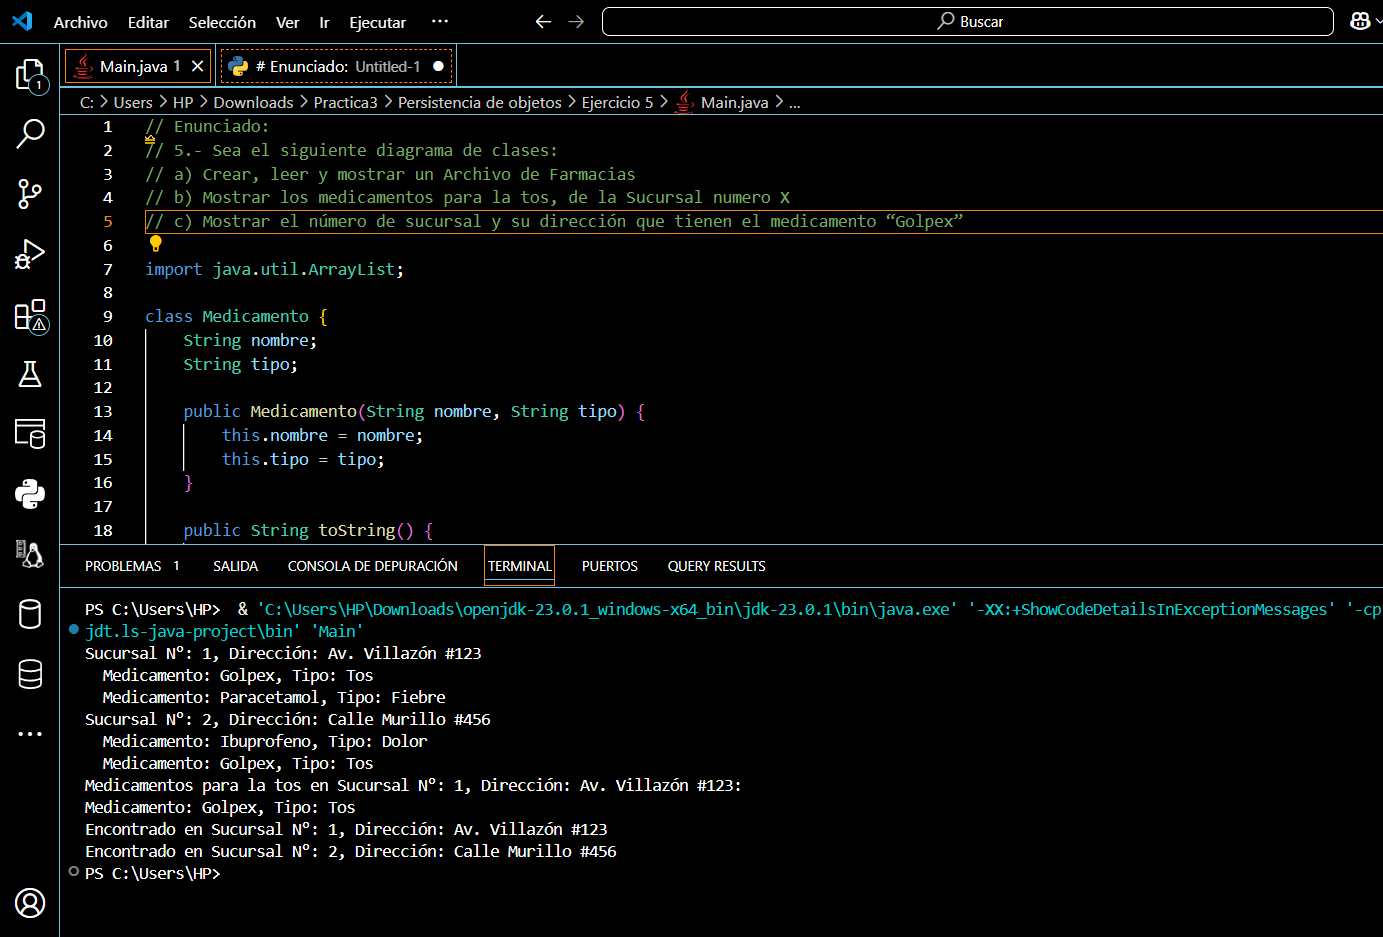 Archivo Editar Selección Ver Ir Ejecutar ··· Buscar
Main.java 1 # Enunciado: Untitled-1
C: > Users > HP > Downloads > Practica3 > Persistencia de objetos > Ejercicio 5 > Main.java > ...
1 // Enunciado:
2 // 5.- Sea el siguiente diagrama de clases:
3 // a) Crear, leer y mostrar un Archivo de Farmacias
4 // b) Mostrar los medicamentos para la tos, de la Sucursal numero X
5 // c) Mostrar el número de sucursal y su dirección que tienen el medicamento “Golpex”
6
7 import java.util.ArrayList;
8
9 class Medicamento {
10 String nombre;
11 String tipo;
12
13 public Medicamento(String nombre, String tipo) {
14 this.nombre = nombre;
15 this.tipo = tipo;
16 }
17
18 public String toString() {
1
PROBLEMAS 1 SALIDA CONSOLA DE DEPURACIÓN TERMINAL PUERTOS QUERY RESULTS
PS C:\Users\HP> & 'C:\Users\HP\Downloads\openjdk-23.0.1_windows-x64_bin\jdk-23.0.1\bin\java.exe' '-XX:+ShowCodeDetailsInExceptionMessages' '-cp
jdt.ls-java-project\bin' 'Main'
Sucursal Nº: 1, Dirección: Av. Villazón #123
Medicamento: Golpex, Tipo: Tos
Medicamento: Paracetamol, Tipo: Fiebre
Sucursal Nº: 2, Dirección: Calle Murillo #456
Medicamento: Ibuprofeno, Tipo: Dolor
Medicamento: Golpex, Tipo: Tos
Medicamentos para la tos en Sucursal Nº: 1, Dirección: Av. Villazón #123:
Medicamento: Golpex, Tipo: Tos
Encontrado en Sucursal Nº: 1, Dirección: Av. Villazón #123
Encontrado en Sucursal Nº: 2, Dirección: Calle Murillo #456
PS C:\Users\HP>